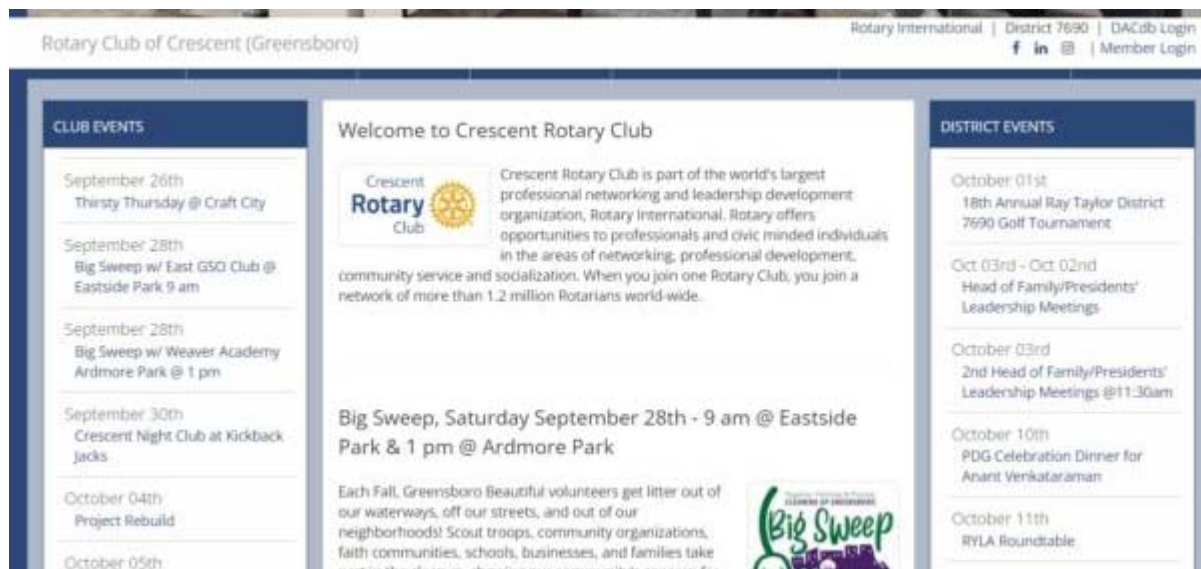 Rotary Club of Crescent (Greensboro)
Rotary International | District 7690 | DACdb Login
f in | Member Login
CLUB EVENTS
September 26th
Thirsty Thursday @ Craft City
September 28th
Big Sweep w/ East GSO Club @
Eastside Park 9 am
September 28th
Big Sweep w/ Weaver Academy
Ardmore Park @ 1 pm
September 30th
Crescent Night Club at Kickback
Jacks
October 04th
Project Rebuild
October 05th
Welcome to Crescent Rotary Club
Crescent
Rotary
Club
Crescent Rotary Club is part of the world's largest
professional networking and leadership development
organization, Rotary International. Rotary offers
opportunities to professionals and civic minded individuals
in the areas of networking, professional development,
community service and socialization. When you join one Rotary Club, you join a
network of more than 1.2 million Rotarians world-wide.
Big Sweep, Saturday September 28th - 9 am @ Eastside
Park & 1 pm @ Ardmore Park
Each Fall, Greensboro Beautiful volunteers get litter out of
our waterways, off our streets, and out of our
neighborhoods! Scout troops, community organizations,
faith communities, schools, businesses, and families take
Big Sweep
DISTRICT EVENTS
October 01st
18th Annual Ray Taylor District
7690 Golf Tournament
Oct 03rd - Oct 02nd
Head of Family/Presidents'
Leadership Meetings
October 03rd
2nd Head of Family/Presidents'
Leadership Meetings @11:30am
October 10th
PDG Celebration Dinner for
Anant Venkataraman
October 11th
RYLA Roundtable